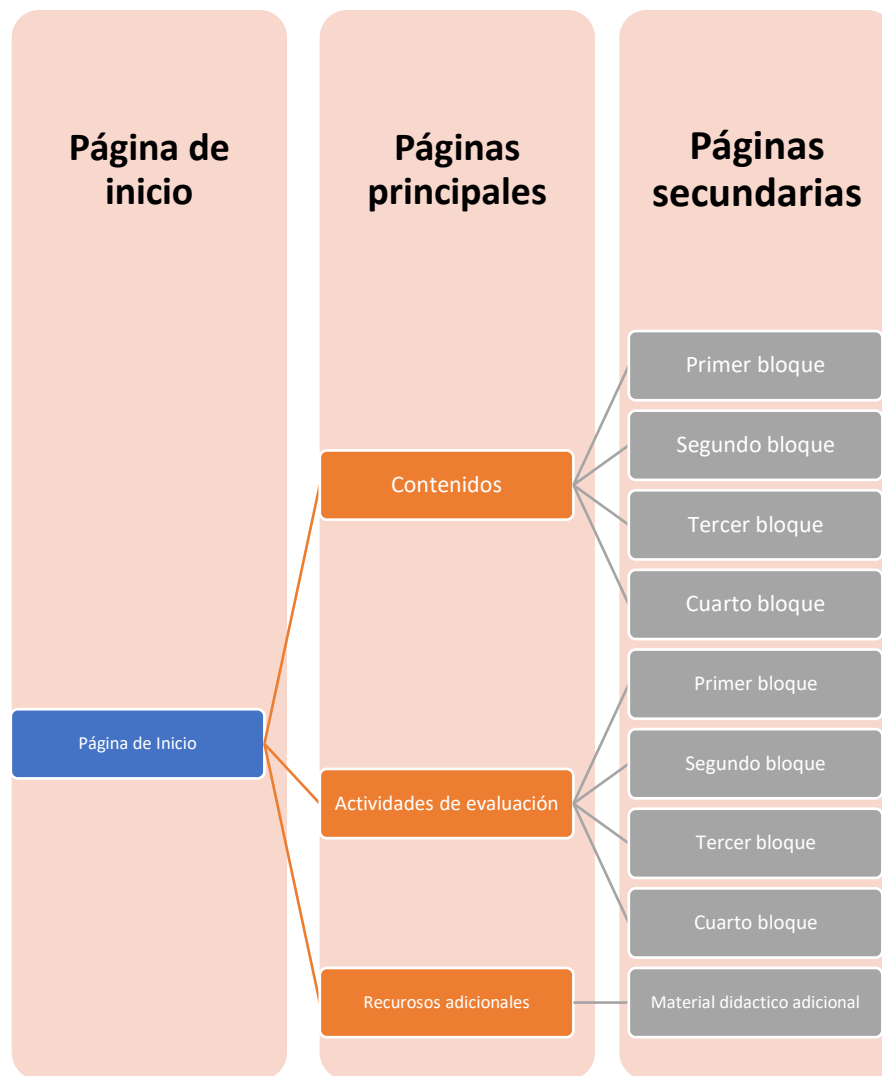 Página de
inicio
Páginas
principales
Páginas
secundarias
Página de Inicio
Contenidos
Primer bloque
Segundo bloque
Tercer bloque
Cuarto bloque
Actividades de evaluación
Primer bloque
Segundo bloque
Tercer bloque
Cuarto bloque
Recurosos adicionales
Material didactico adicional